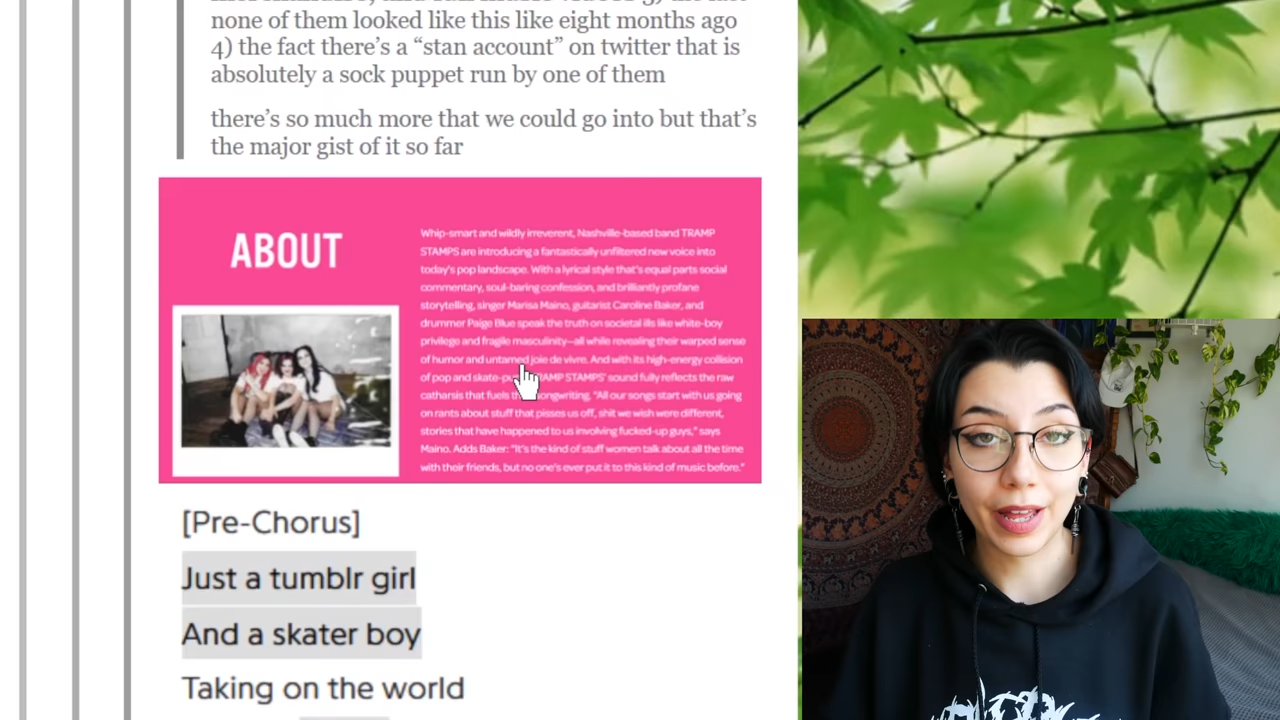 none of them looked like this like eight months ago
4) the fact there's a “stan account” on twitter that is
absolutely a sock puppet run by one of them
there's so much more that we could go into but that's
the major gist of it so far
ABOUT
Whip-smart and wildly irreverent, Nashville-based band TRAMP
STAMPS are introducing a fantastically unfiltered new voice into
today's pop landscape. With a lyrical style that's equal parts social
commentary, soul-baring confession, and brilliantly profane
storytelling, singer Marisa Maino, guitarist Caroline Baker, and
drummer Paige Blue speak the truth on societal ills like white-boy
privilege and fragile masculinity—all while revealing their warped sense
of humor and untamed joie de vivre. And with its high-energy collision
of pop and skate-pu TRAMP STAMPS' sound fully reflects the raw
catharsis that fuels songwriting. "All our songs start with us going
on rants about stuff that pisses us off, shit we wish were different,
stories that have happened to us involving fucked-up guys," says
Maino. Adds Baker: "It's the kind of stuff women talk about all the time
with their friends, but no one's ever put it to this kind of music before."
[Pre-Chorus]
Just a tumblr girl
And a skater boy
Taking on the world